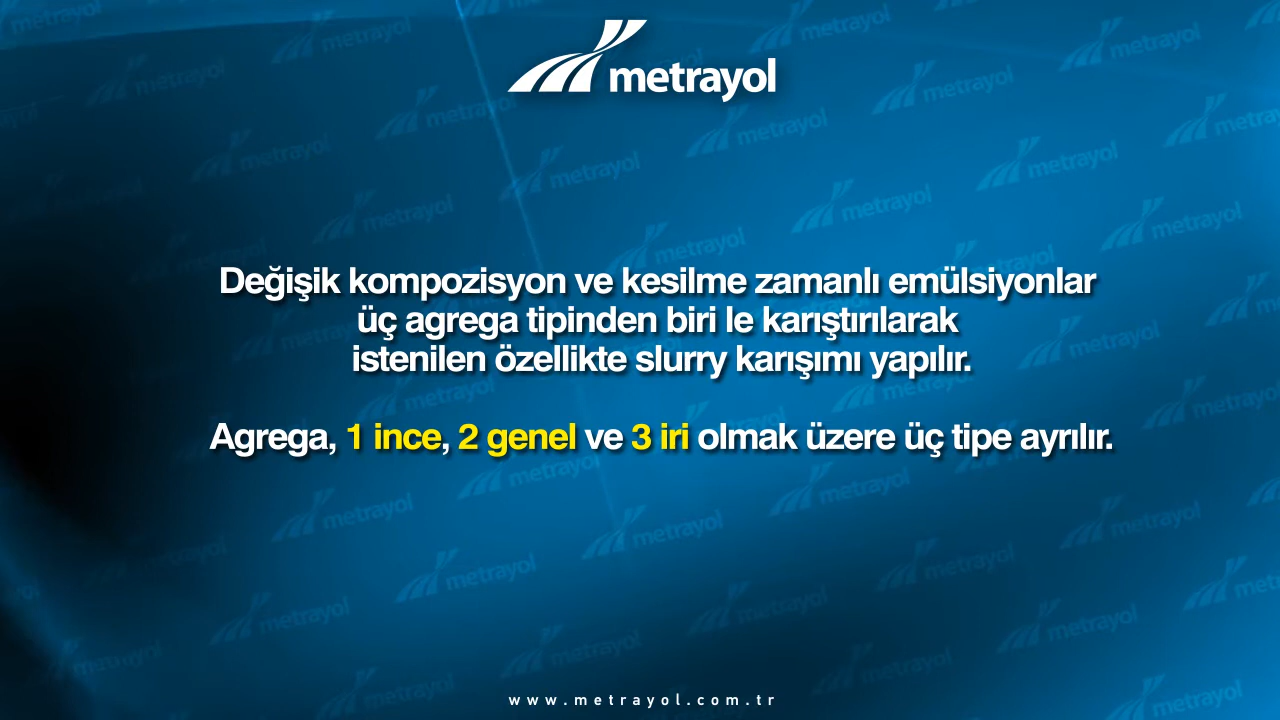 metrayol
Değişik kompozisyon ve kesilme zamanlı emülsiyonlar
üç agrega tipinden biri le karıştırılarak
istenilen özellikte slurry karışımı yapılır.
Agrega, 1 ince, 2 genel ve 3 iri olmak üzere üç tipe ayrılır.
www.metrayol.com.tr